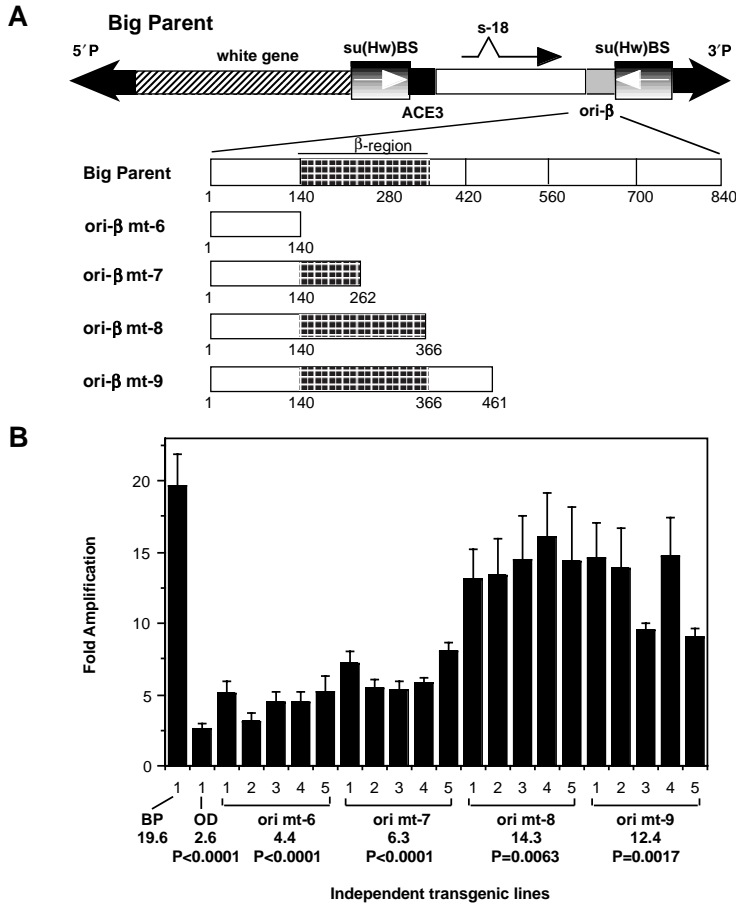 A
Big Parent
s-18
5′P
white gene
su(Hw)BS
su(Hw)BS
3′P
ACE3
ori-β
β-region
Big Parent
1 140 280 420 560 700 840
ori-β mt-6
1 140
ori-β mt-7
1 140 262
ori-β mt-8
1 140 366
ori-β mt-9
1 140 366 461
B
Fold Amplification
20
15
10
5
0
1 1 1 2 3 4 5 1 2 3 4 5 1 2 3 4 5 1 2 3 4 5
BP OD ori mt-6 ori mt-7 ori mt-8 ori mt-9
19.6 2.6 4.4 6.3 14.3 12.4
P<0.0001 P<0.0001 P<0.0001 P=0.0063 P=0.0017
Independent transgenic lines